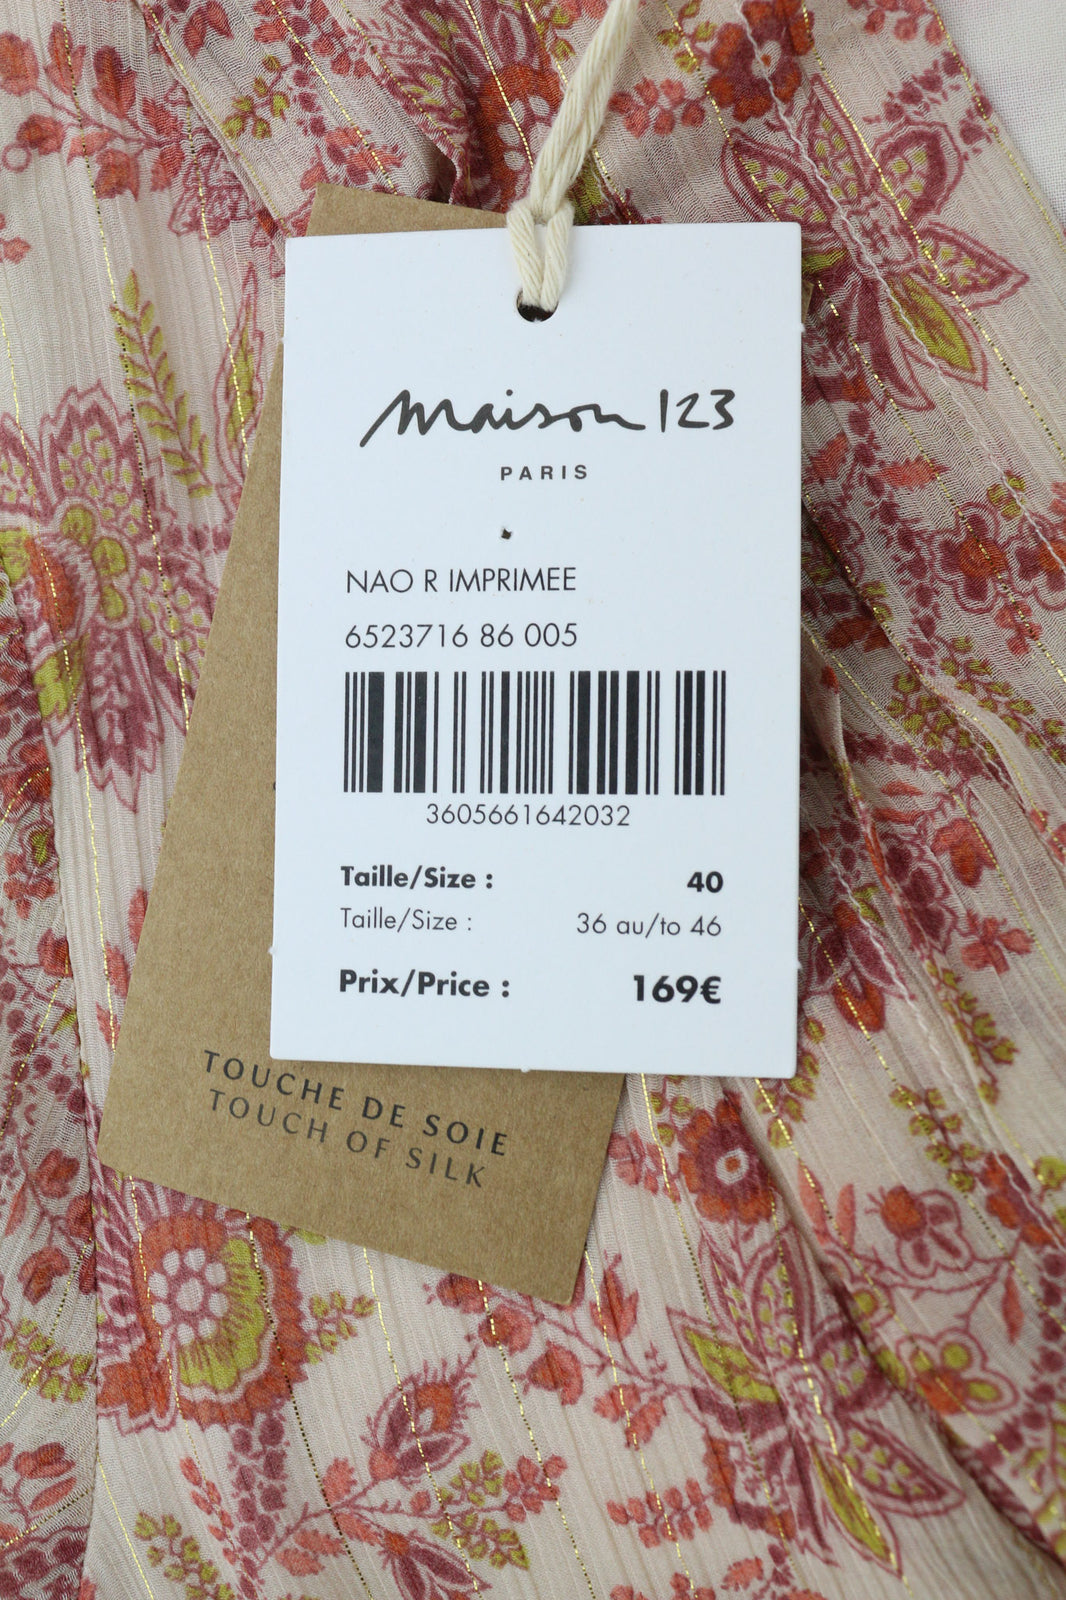 maison 123
PARIS
NAO R IMPRIMEE
6523716 86 005
3605661642032
Taille/Size : 40
Taille/Size : 36 au/to 46
Prix/Price : 169€
TOUCHE DE SOIE
TOUCH OF SILK